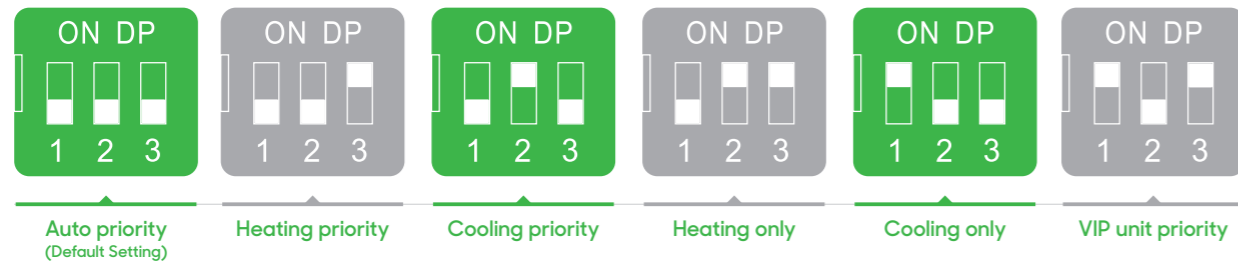 ON DP
1 2 3
Auto priority
(Default Setting)
ON DP
1 2 3
Heating priority
ON DP
1 2 3
Cooling priority
ON DP
1 2 3
Heating only
ON DP
1 2 3
Cooling only
ON DP
1 2 3
VIP unit priority